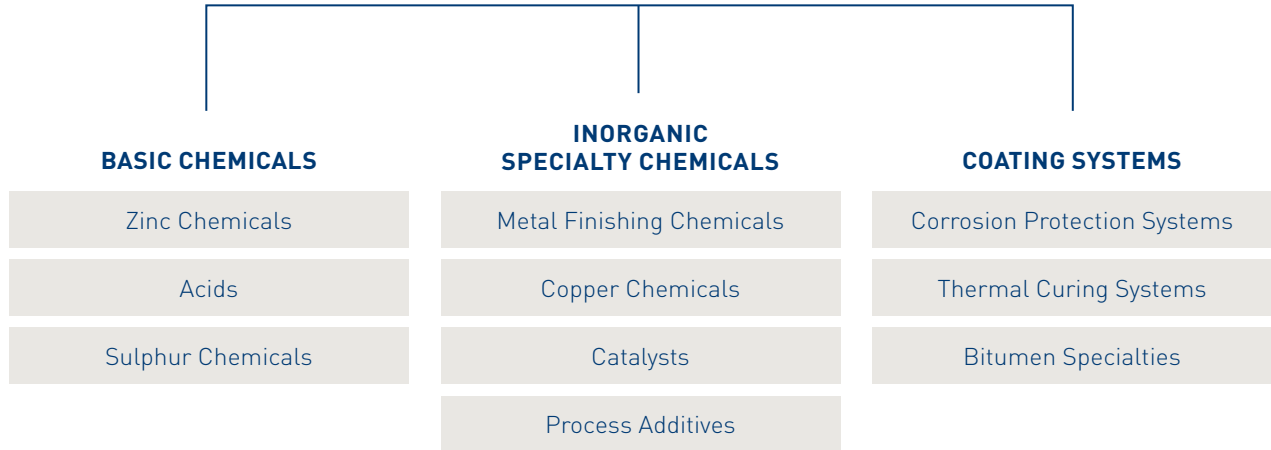 BASIC CHEMICALS
Zinc Chemicals
Acids
Sulphur Chemicals
INORGANIC
SPECIALTY CHEMICALS
Metal Finishing Chemicals
Copper Chemicals
Catalysts
Process Additives
COATING SYSTEMS
Corrosion Protection Systems
Thermal Curing Systems
Bitumen Specialties